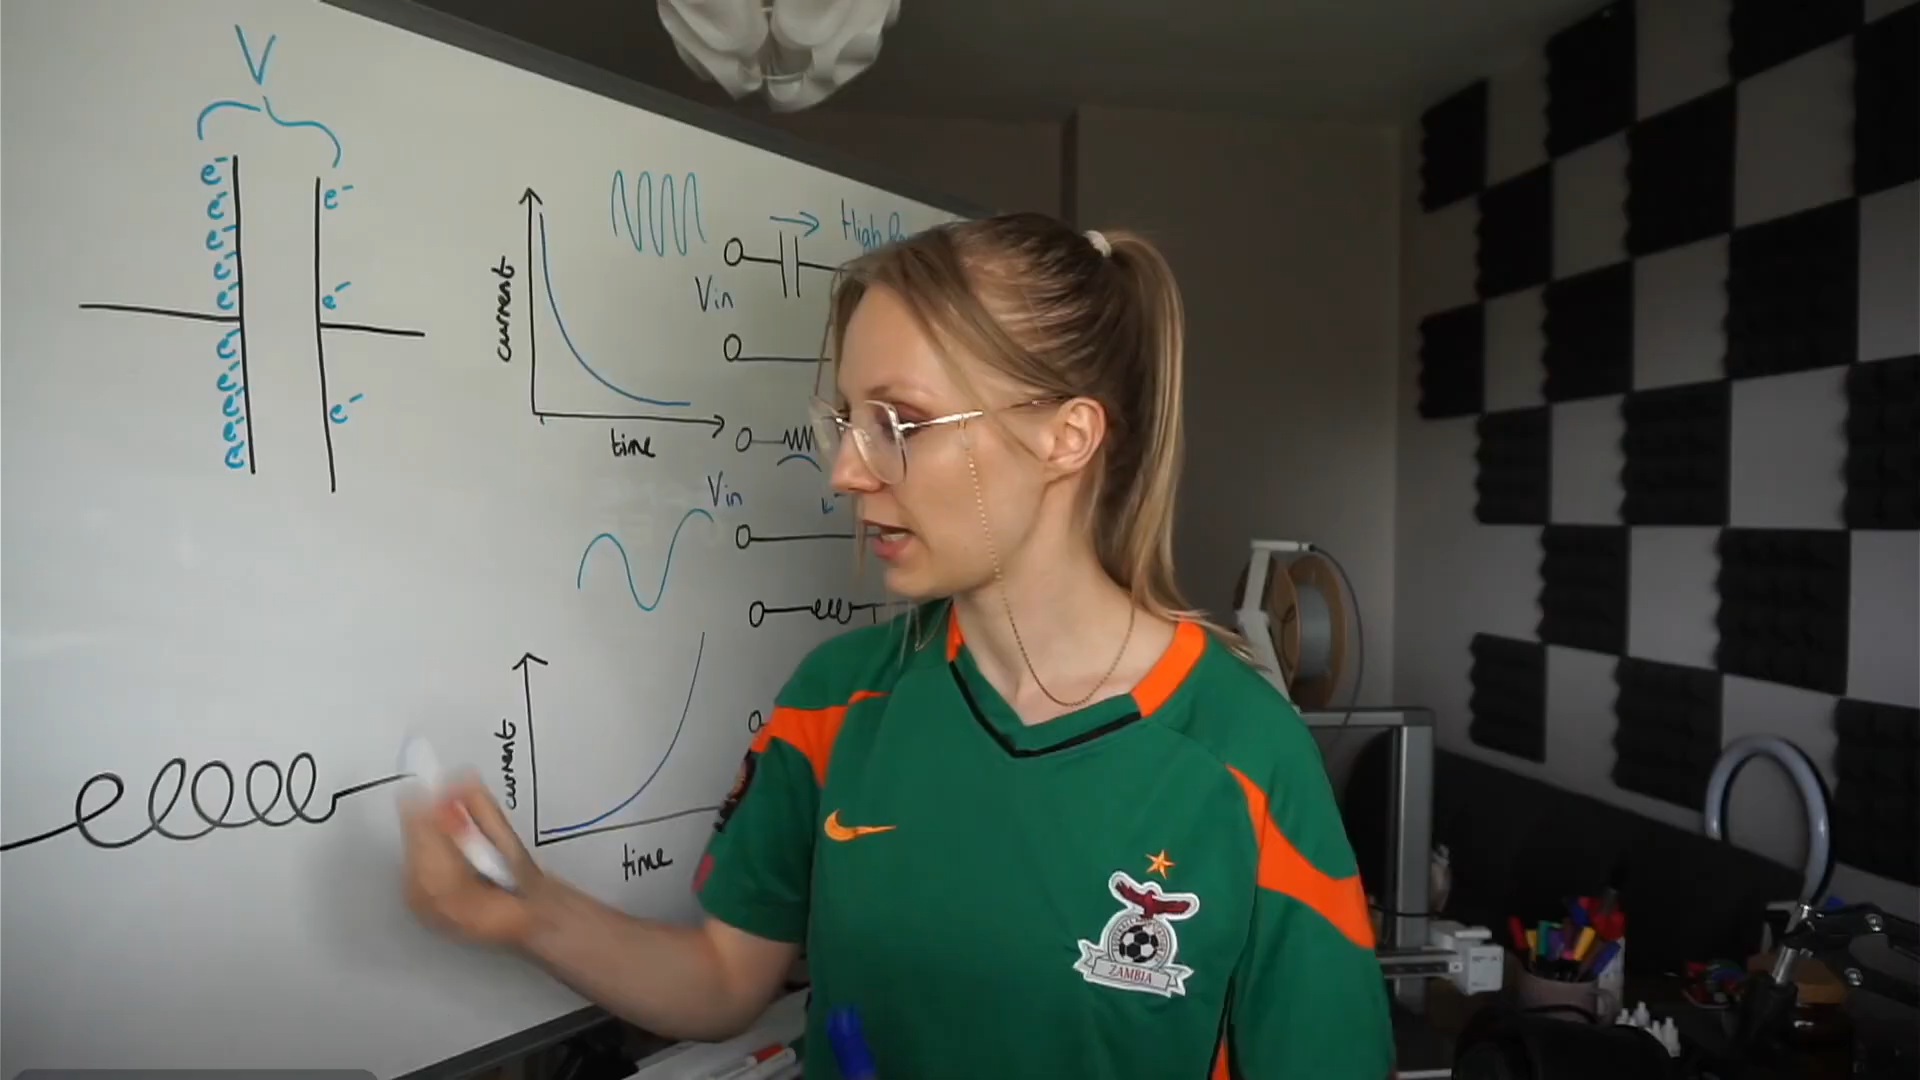 V
e- e- e- e- e- e- e- e- e-
e-
e-
e-
current
time
High
Vin
Vin
current
time
ZAMBIA